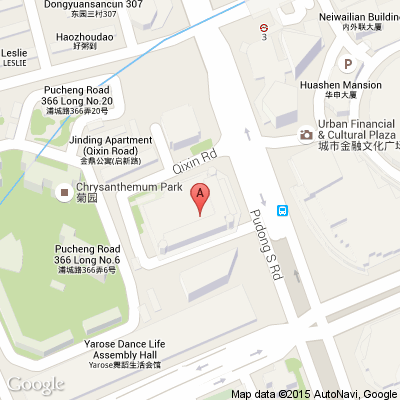 Dongyuansancun 307
东园三村307
Neiwailian Building
内外联大厦
Haozhoudao
好粥到
Leslie
LESLIE
3
P
Huashen Mansion
华申大厦
Pucheng Road
366 Long No.20
浦城路366弄20号
Urban Financial
& Cultural Plaza
城市金融文化广场
Jinding Apartment
(Qixin Road)
金鼎公寓(启新路)
Qixin Rd
Chrysanthemum Park
菊园
A
Pudong S Rd
Pucheng Road
366 Long No.6
浦城路366弄6号
Yarose Dance Life
Assembly Hall
Yarose舞蹈生活会馆
Google
Map data ©2015 AutoNavi, Google